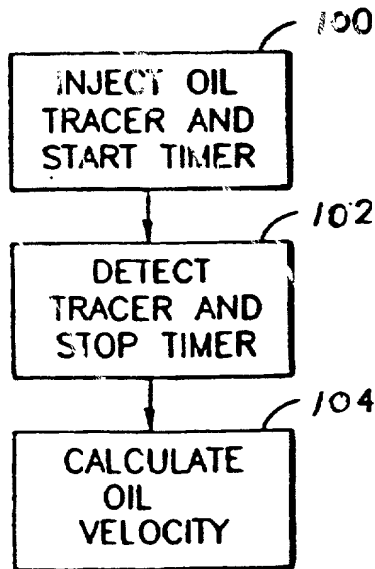 100
INJECT OIL
TRACER AND
START TIMER
102
DETECT
TRACER AND
STOP TIMER
104
CALCULATE
OIL
VELOCITY